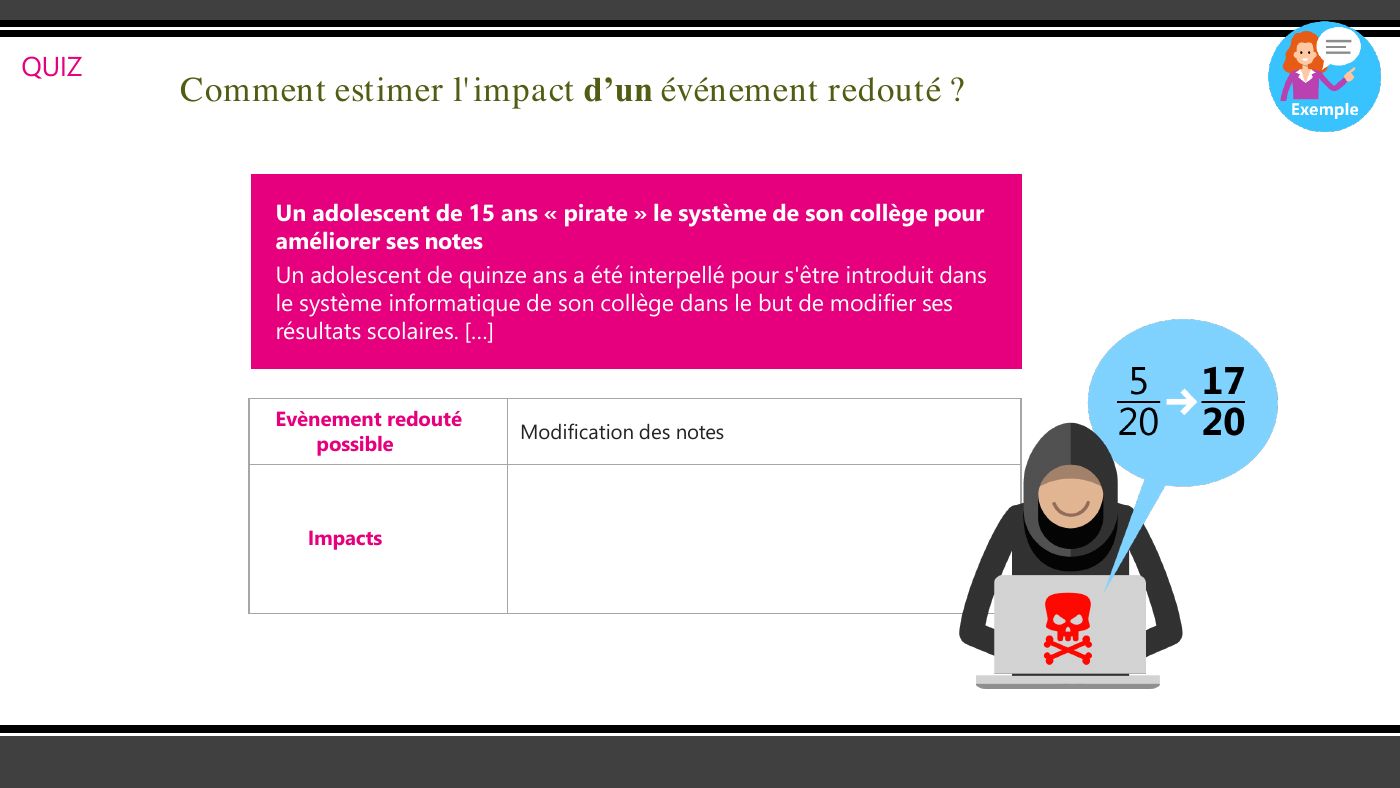 QUIZ
Exemple
Comment estimer l'impact d’un événement redouté ?
Un adolescent de 15 ans « pirate » le système de son collège pour
améliorer ses notes
Un adolescent de quinze ans a été interpellé pour s'être introduit dans
le système informatique de son collège dans le but de modifier ses
résultats scolaires. [...]
Evènement redouté
possible
Modification des notes
Impacts
5
20
17
20